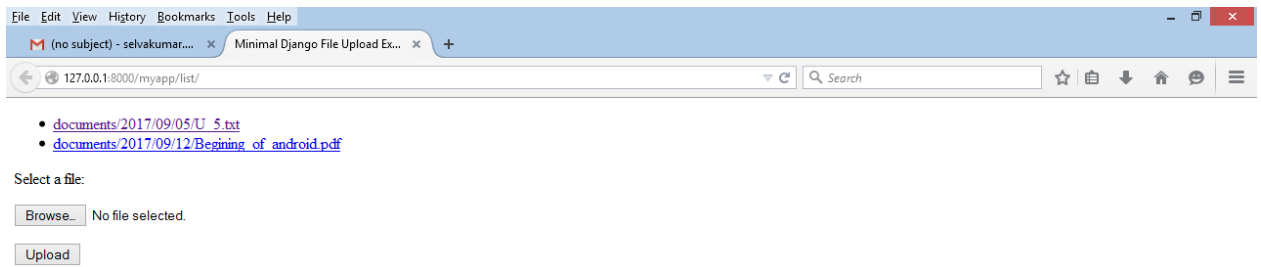 File Edit View History Bookmarks Tools Help
(no subject) - selvakumar.... × Minimal Django File Upload Ex... × +
127.0.0.1:8000/myapp/list/ Search
documents/2017/09/05/U_5.txt
documents/2017/09/12/Begining_of_android.pdf
Select a file:
Browse... No file selected.
Upload